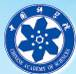 中国科学院
CHINESE ACADEMY OF SCIENCES